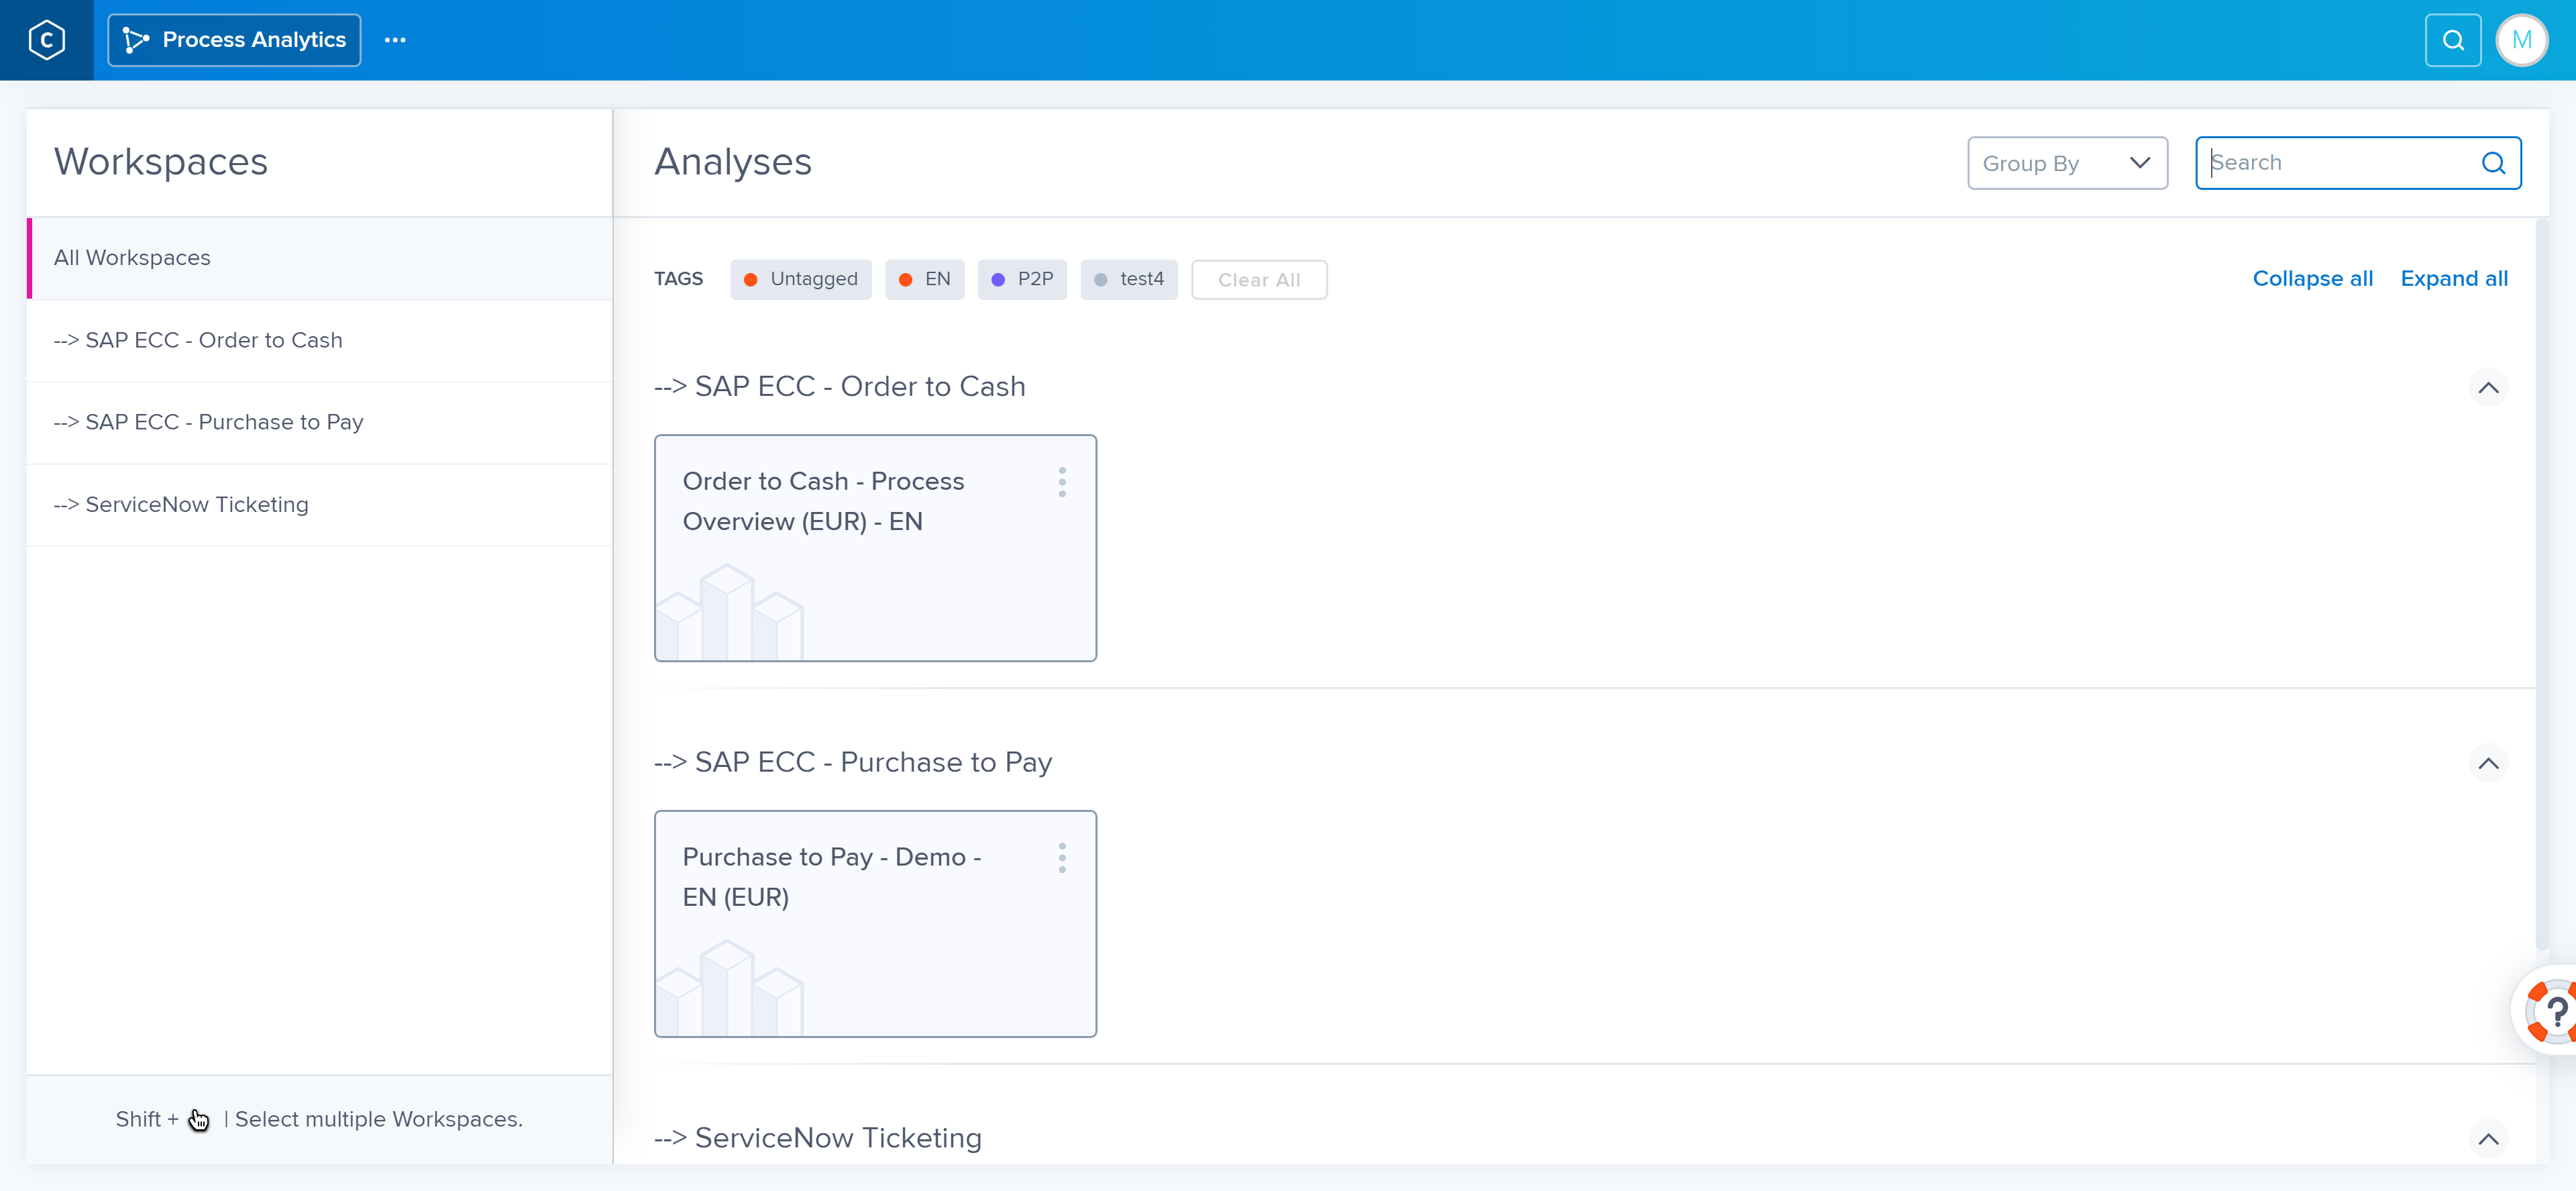 C
Process Analytics
M
Workspaces
All Workspaces
--> SAP ECC - Order to Cash
--> SAP ECC - Purchase to Pay
--> ServiceNow Ticketing
Shift + | Select multiple Workspaces.
Analyses
Group By
Search
TAGS
Untagged
EN
P2P
test4
Clear All
Collapse all
Expand all
--> SAP ECC - Order to Cash
Order to Cash - Process
Overview (EUR) - EN
--> SAP ECC - Purchase to Pay
Purchase to Pay - Demo -
EN (EUR)
--> ServiceNow Ticketing
?